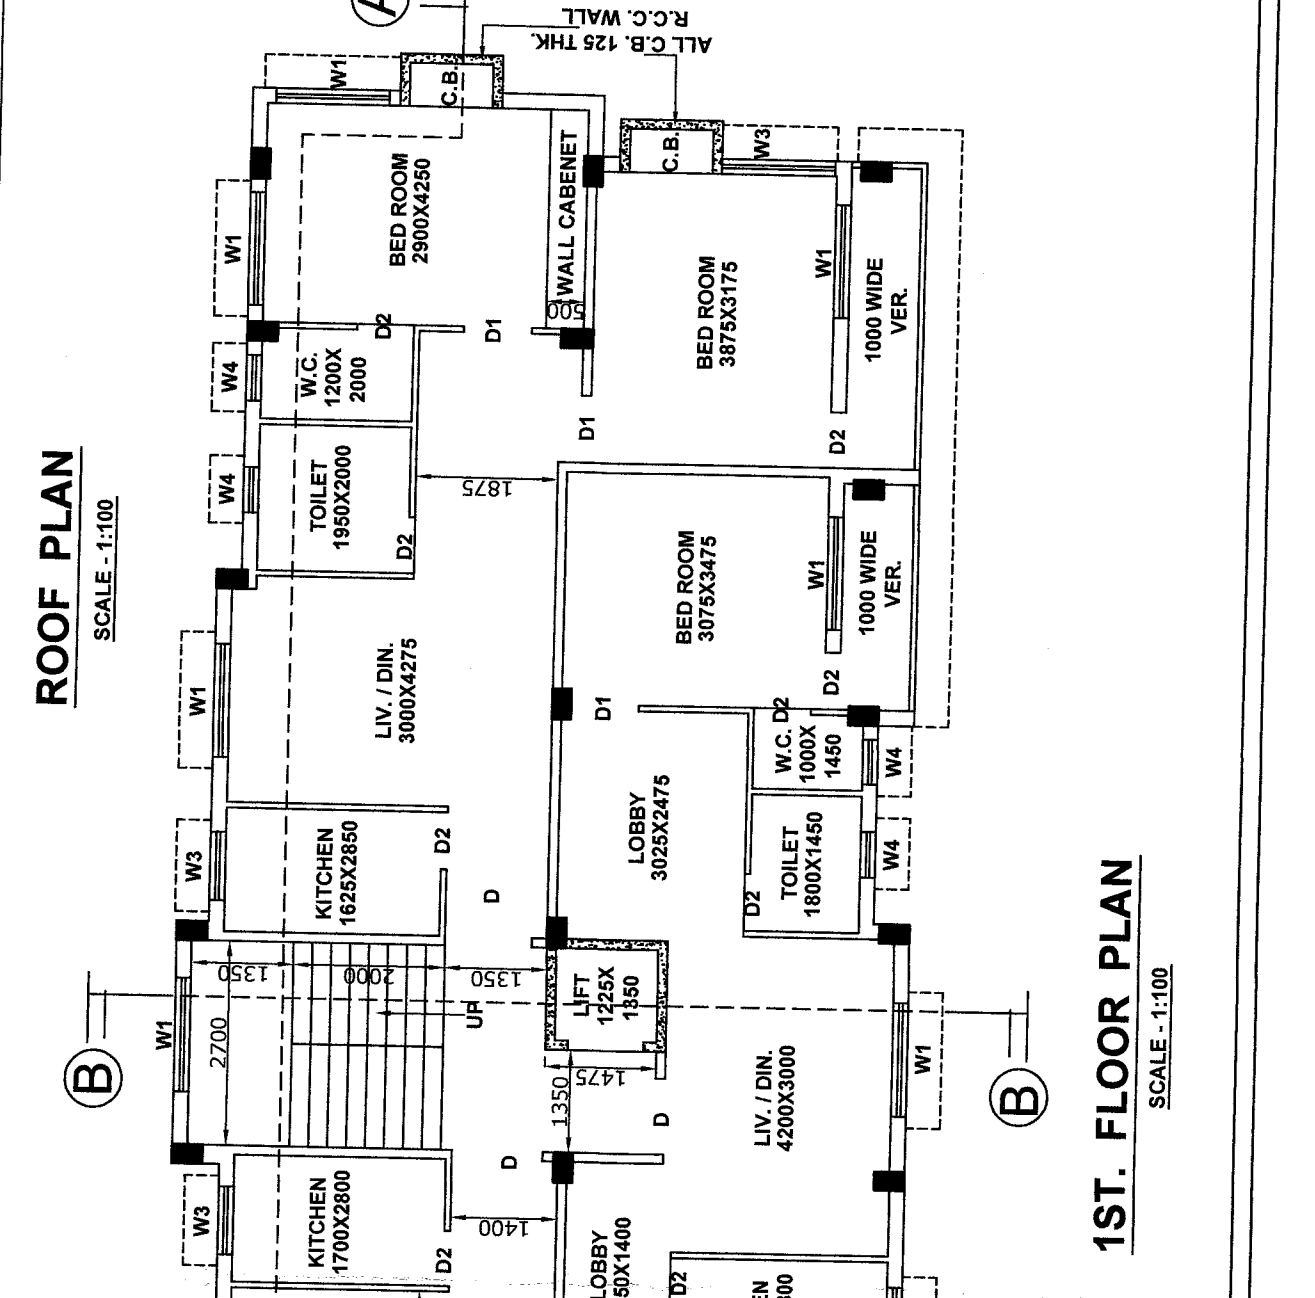 A
ALL C.B. 125 THK.
R.C.C. WALL
ROOF PLAN
SCALE - 1:100
W1
C.B.
C.B.
W3
W1
BED ROOM
2900X4250
WALL CABENET
500
D2
D1
W4
W.C.
1200X
2000
BED ROOM
3875X3175
W1
1000 WIDE
VER.
D1
D2
W4
TOILET
1950X2000
D2
1875
BED ROOM
3075X3475
W1
1000 WIDE
VER.
D2
W1
LIV. / DIN.
3000X4275
D1
D2
W.C.
1000X
1450
W4
W3
KITCHEN
1625X2850
D2
D
LOBBY
3025X2475
TOILET
1800X1450
D2
W4
1350
2000
1350
2700
UP
LIFT
1225X
1350
1475
1350
W1
B
B
D
D
LIV. / DIN.
4200X3000
W1
W3
KITCHEN
1700X2800
D2
1400
LOBBY
50X1400
D2
1ST. FLOOR PLAN
SCALE - 1:100